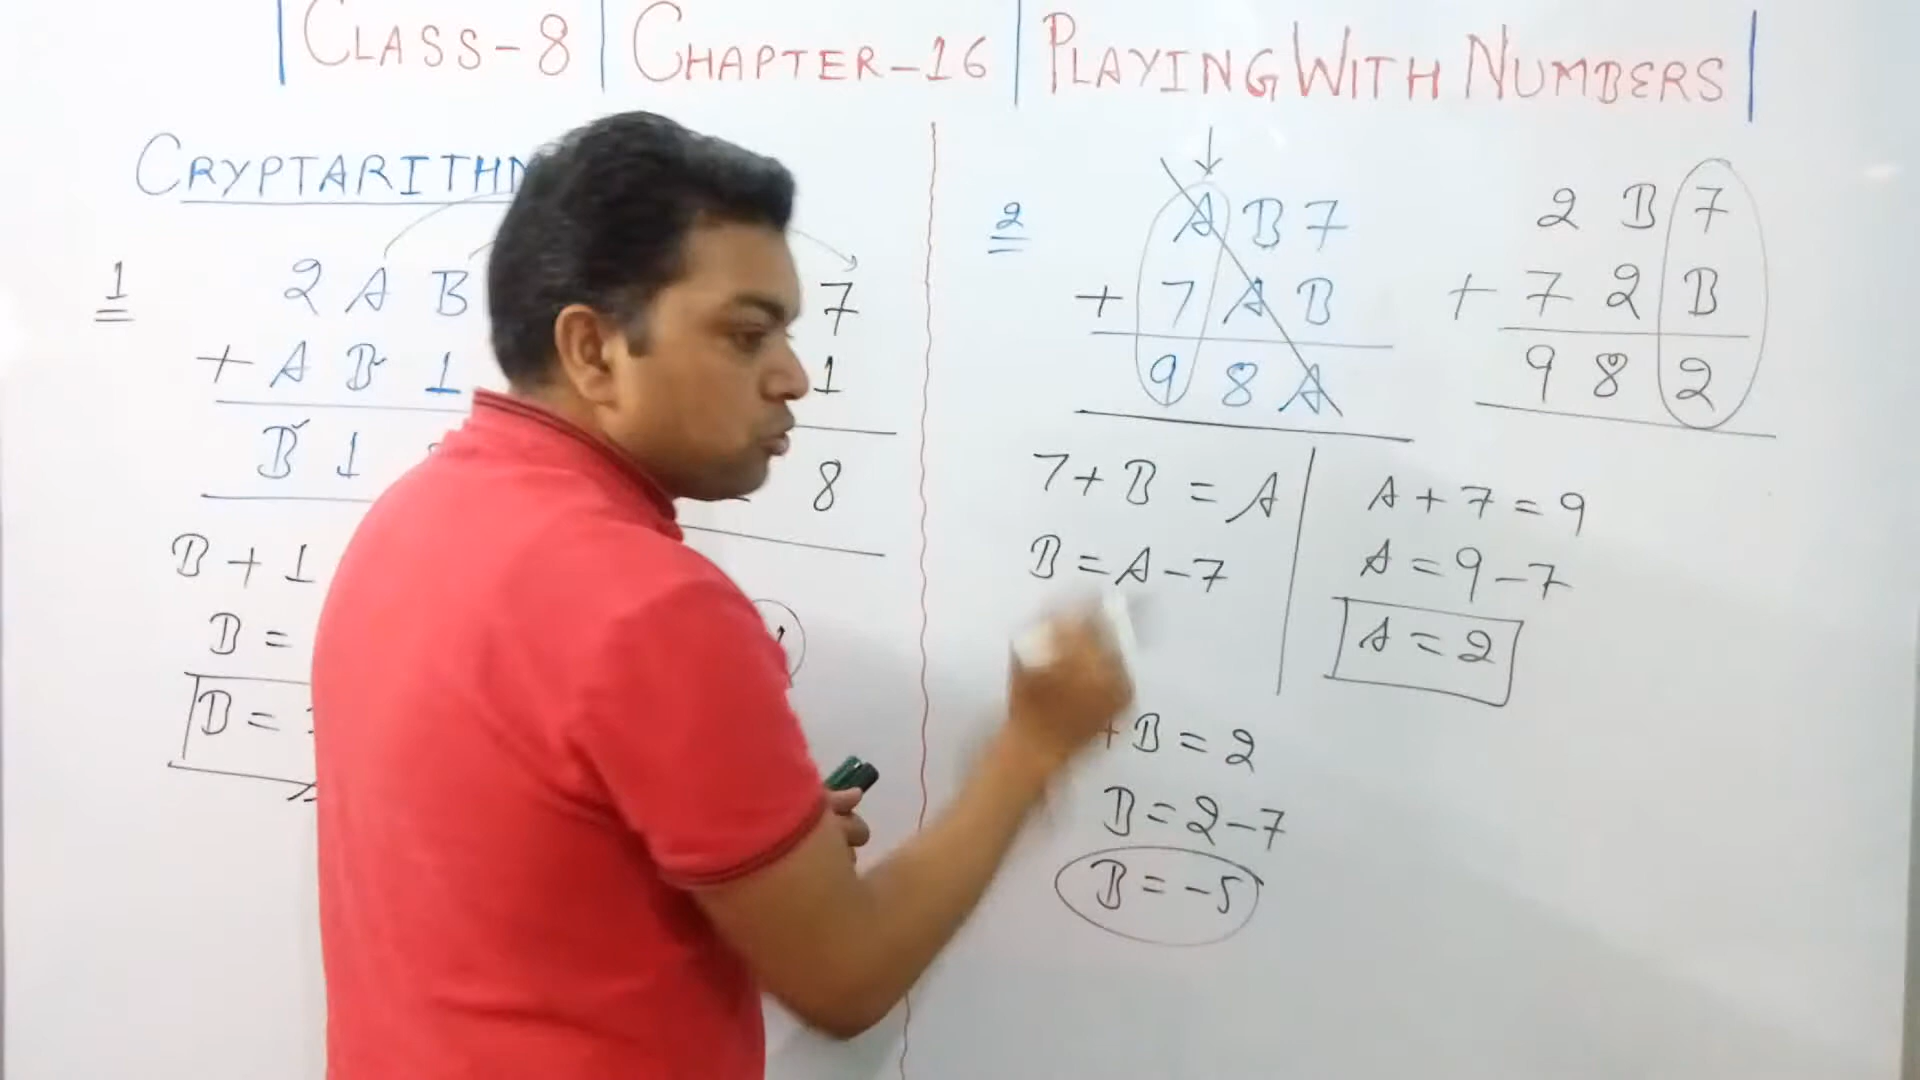 | CLASS-8 | CHAPTER-16 | PLAYING WITH NUMBERS |
CRYPTARITHM
1
2 A B
+ A B 1
B 1
B + 1
B =
B =
7
1
8
2
A B 7
+ 7 A B
9 8 A
2 B 7
+ 7 2 B
9 8 2
7 + B = A
B = A - 7
A + 7 = 9
A = 9 - 7
A = 2
+ B = 2
B = 2 - 7
B = -5